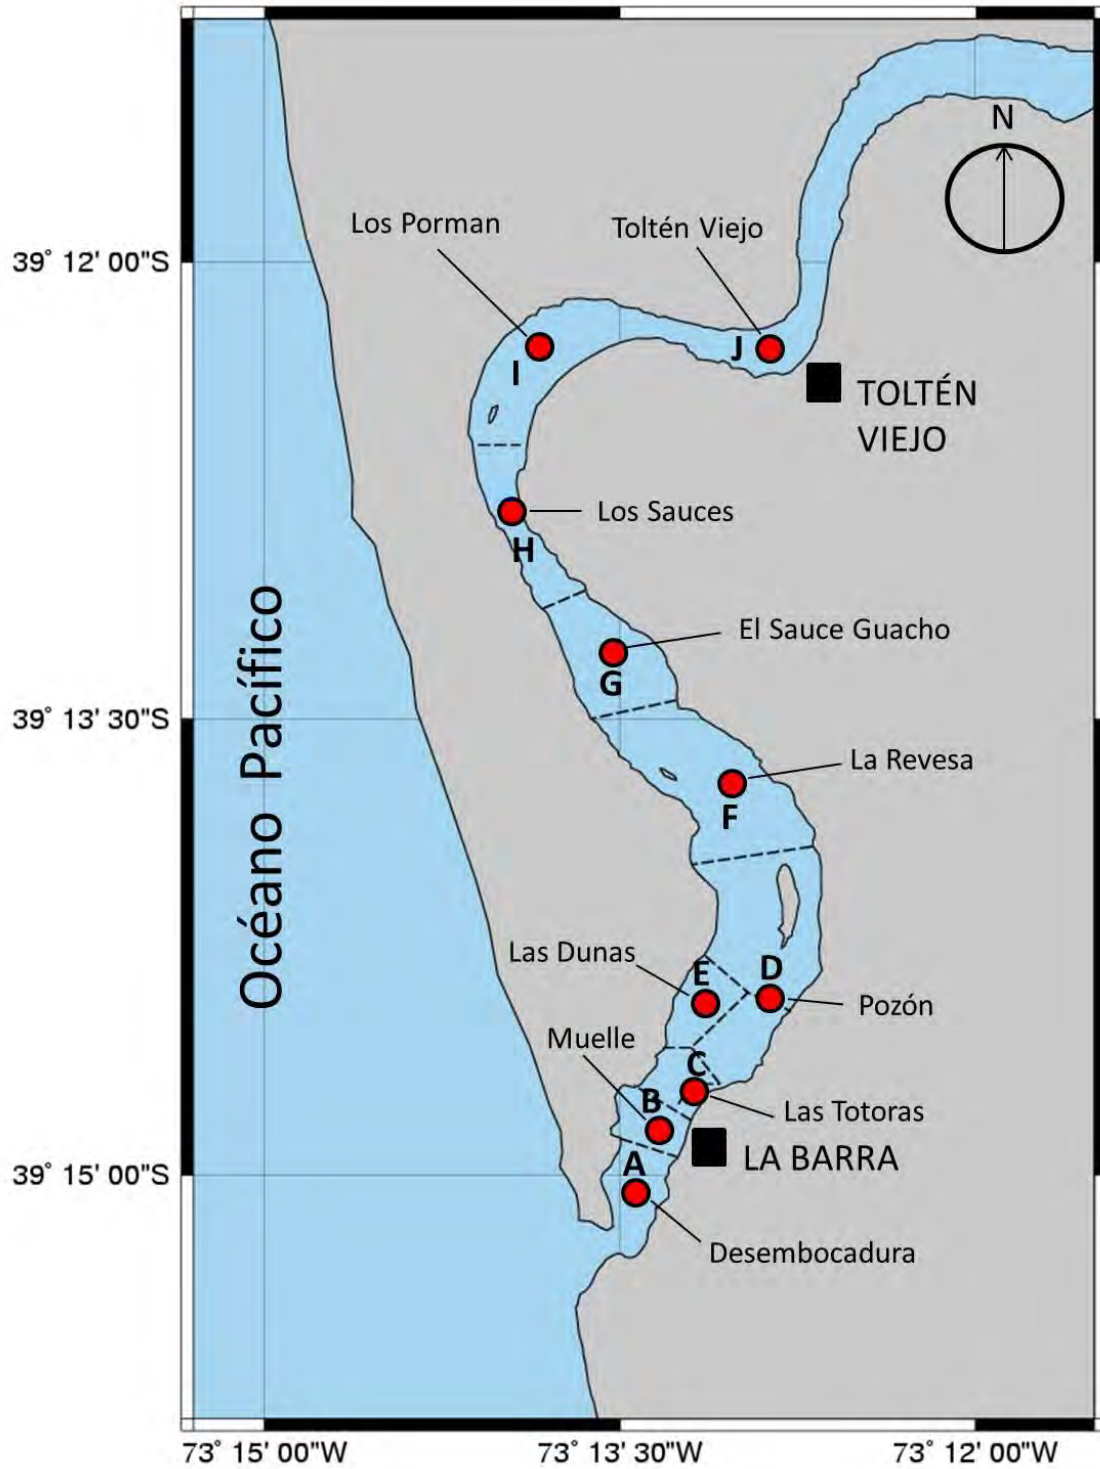 N
Los Porman
Toltén Viejo
39° 12' 00"S
J
I
TOLTÉN
VIEJO
Los Sauces
H
El Sauce Guacho
G
39° 13' 30"S
La Revesa
F
Océano Pacífico
Las Dunas
E
D
Pozón
Muelle
C
B
Las Totoras
LA BARRA
A
39° 15' 00"S
Desembocadura
73° 15' 00"W
73° 13' 30"W
73° 12' 00"W